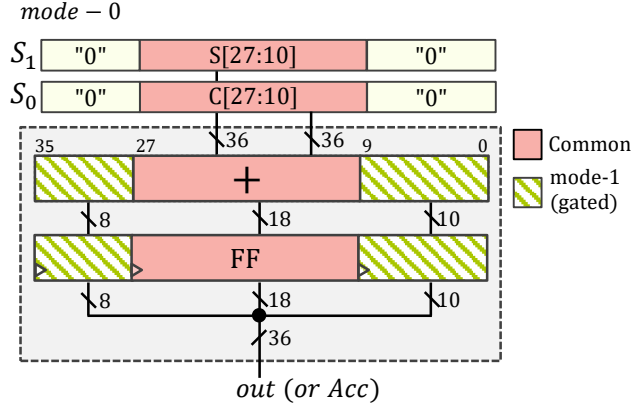 mode − 0
S₁ "0" S[27:10] "0"
S₀ "0" C[27:10] "0"
36 36
35 27 9 0
Common
+
mode-1
(gated)
8 18 10
FF
8 18 10
36
out (or Acc)